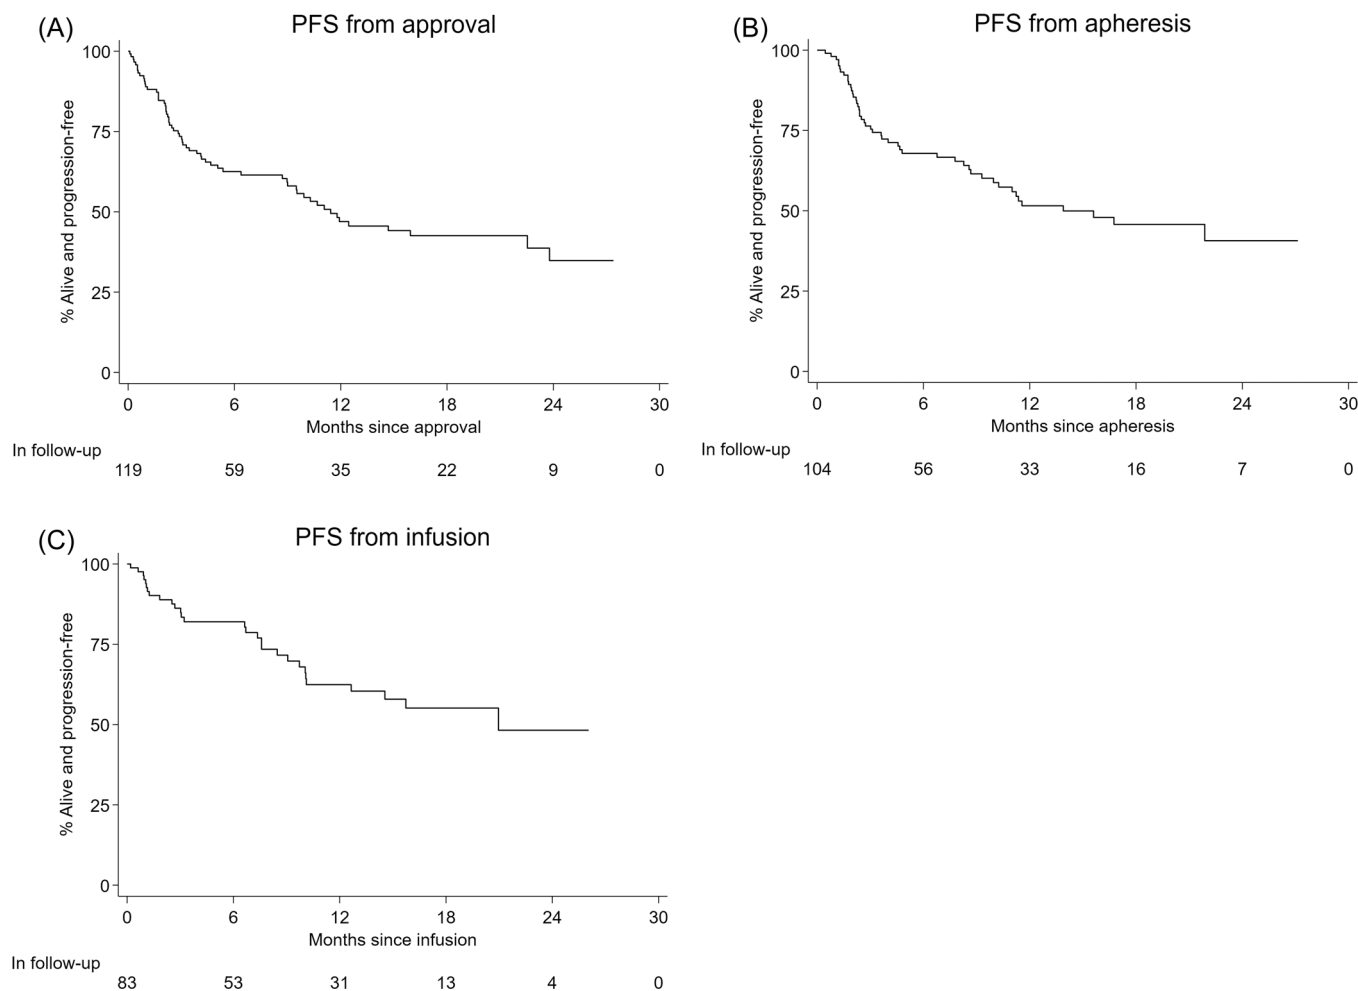 (A)
PFS from approval
% Alive and progression-free
100
75
50
25
0
0 6 12 18 24 30
Months since approval
In follow-up
119 59 35 22 9 0
(B)
PFS from apheresis
% Alive and progression-free
100
75
50
25
0
0 6 12 18 24 30
Months since apheresis
In follow-up
104 56 33 16 7 0
(C)
PFS from infusion
% Alive and progression-free
100
75
50
25
0
0 6 12 18 24 30
Months since infusion
In follow-up
83 53 31 13 4 0